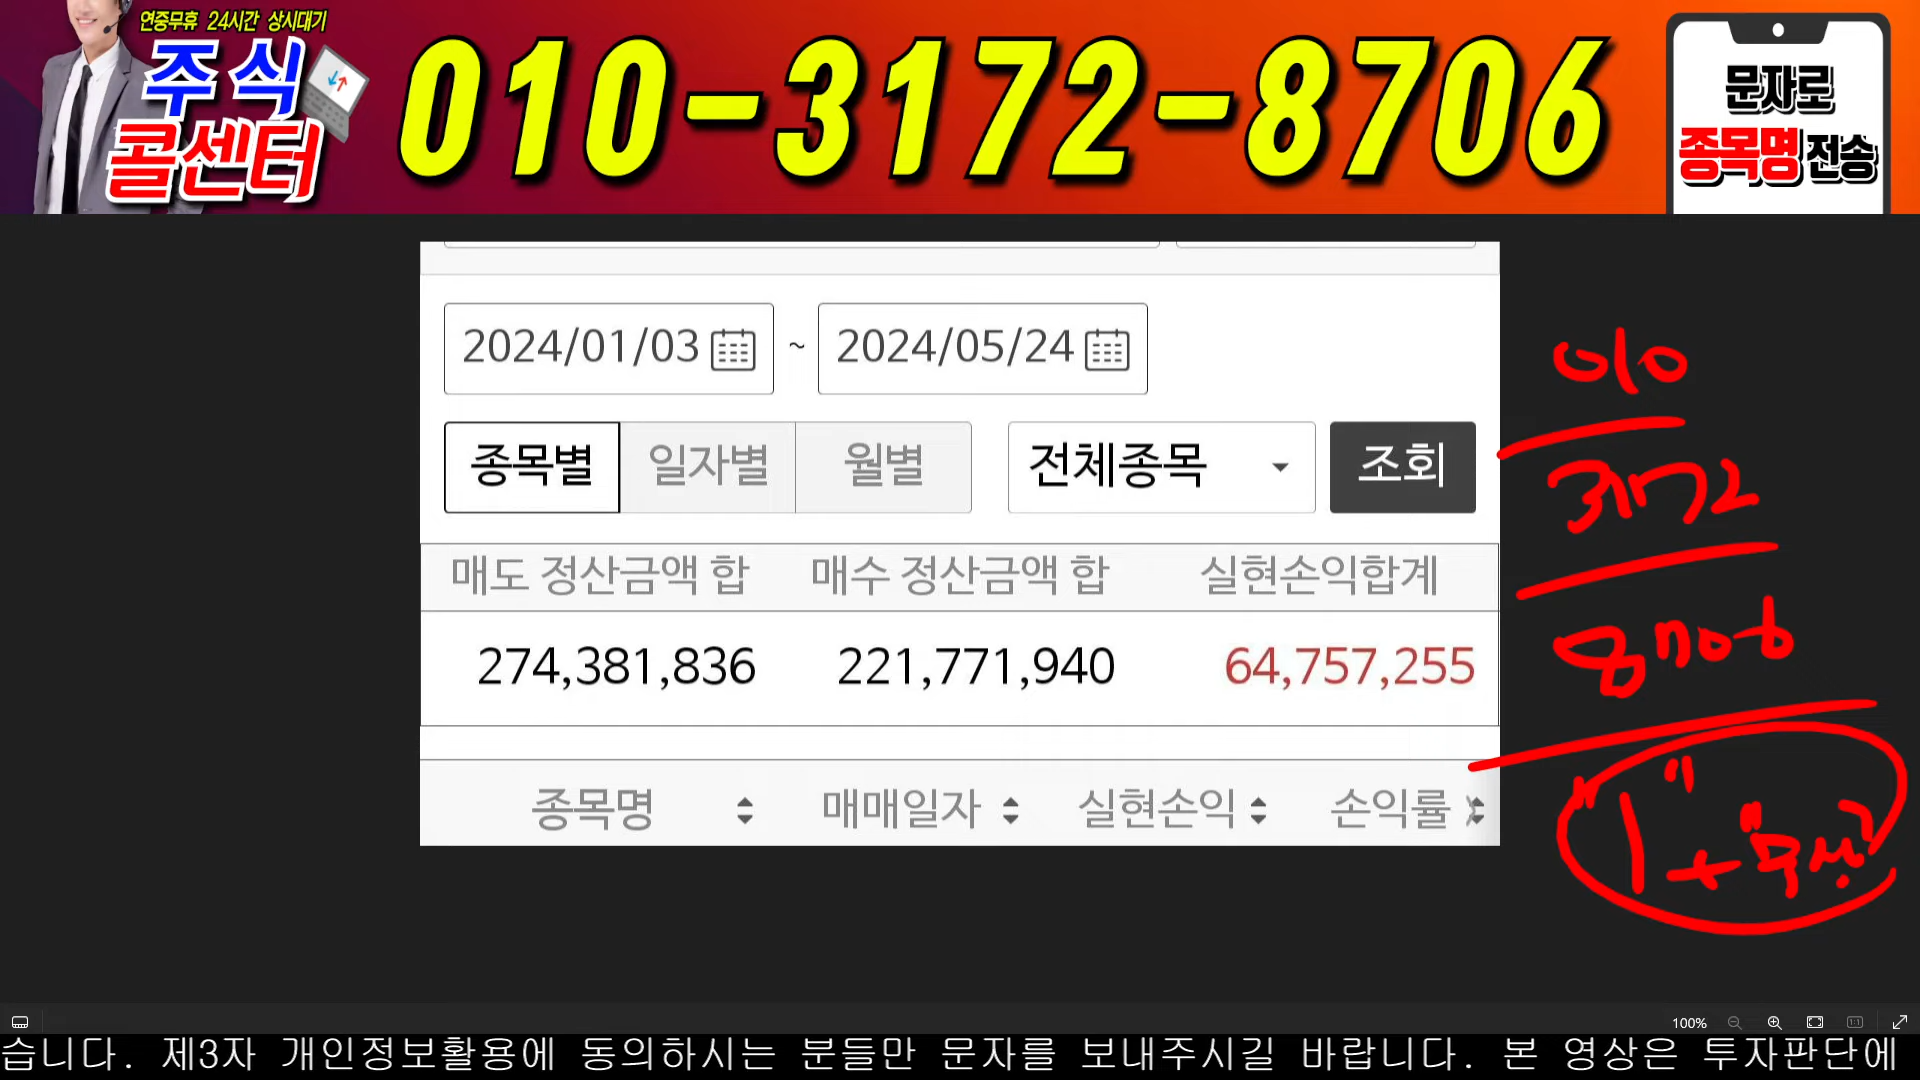 연중무휴 24시간 상시대기
주식
콜센터
010-3172-8706
문자로
종목명 전송
2024/01/03 ~ 2024/05/24
종목별 일자별 월별 전체종목 조회
매도 정산금액 합 매수 정산금액 합 실현손익합계
274,381,836 221,771,940 64,757,255
종목명 매매일자 실현손익 손익률
010
3172
8706
"1"
+
100% 1:1
습니다. 제3자 개인정보활용에 동의하시는 분들만 문자를 보내주시길 바랍니다. 본 영상은 투자판단에